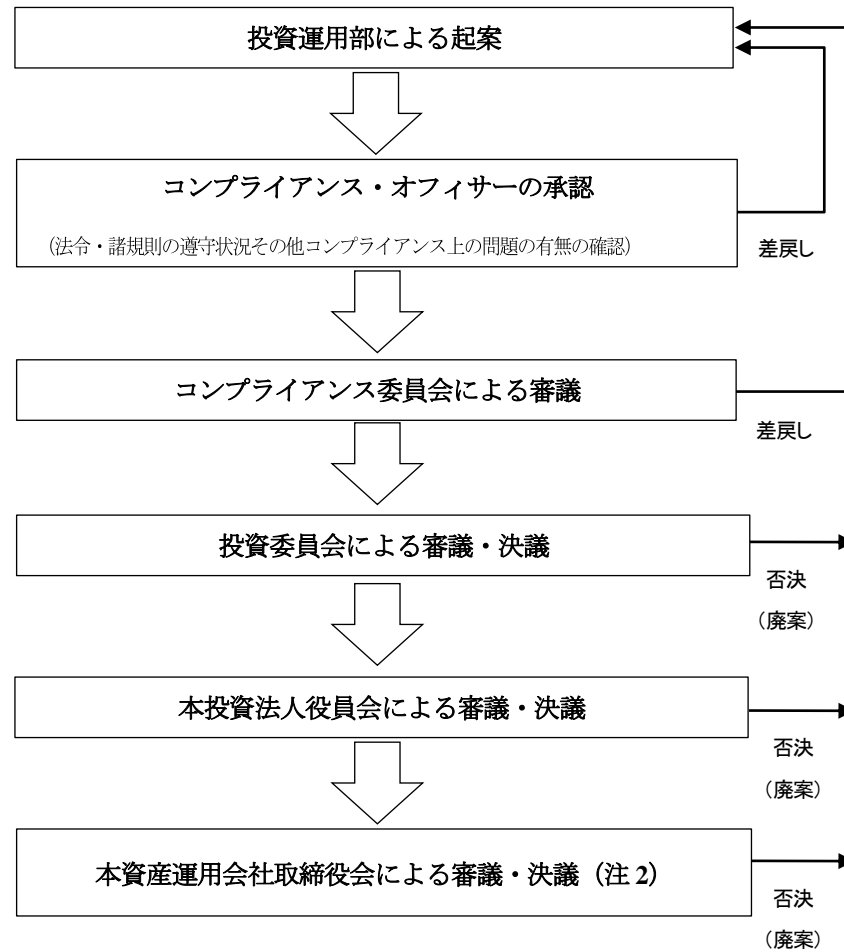 投資運用部による起案
コンプライアンス・オフィサーの承認
（法令・諸規則の遵守状況その他コンプライアンス上の問題の有無の確認）
差戻し
コンプライアンス委員会による審議
差戻し
投資委員会による審議・決議
否決
（廃案）
本投資法人役員会による審議・決議
否決
（廃案）
本資産運用会社取締役会による審議・決議（注 2）
否決
（廃案）